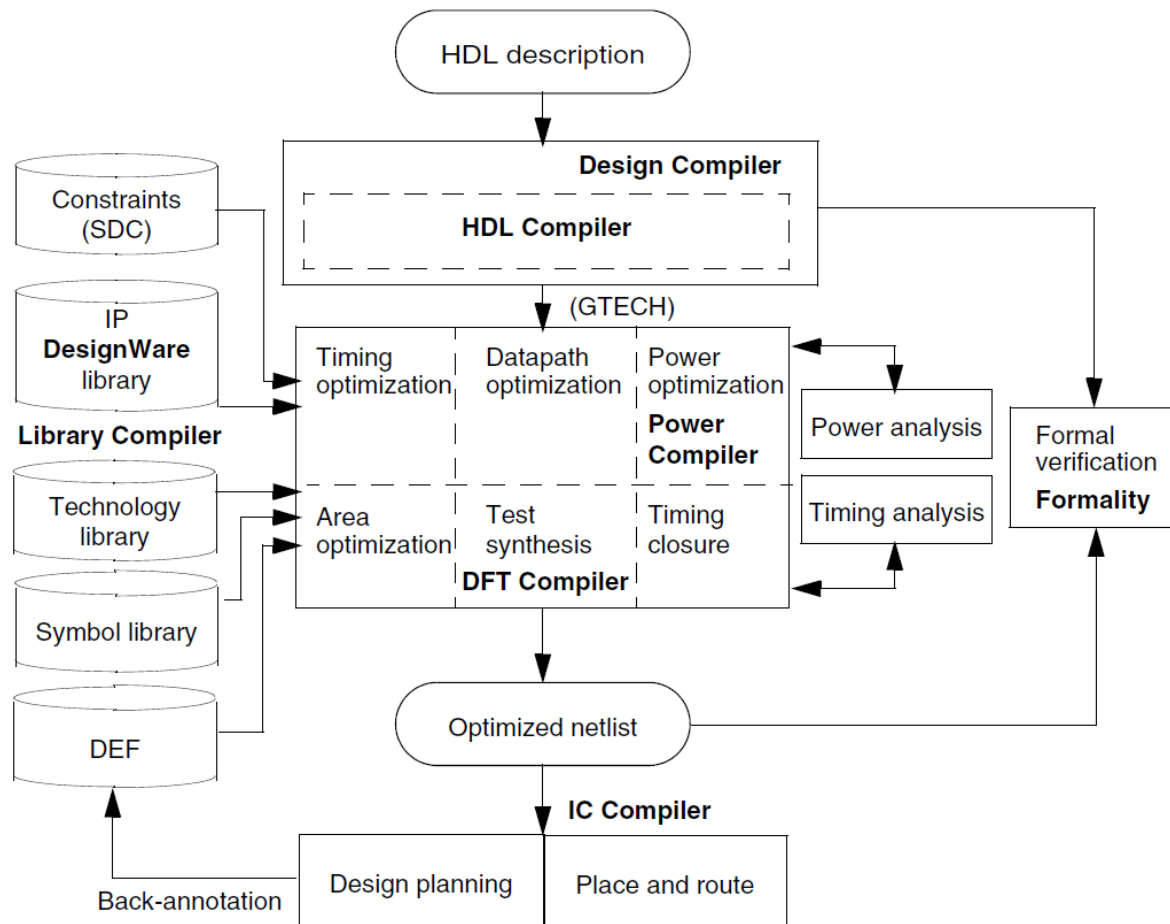 HDL description
Design Compiler
HDL Compiler
Constraints
(SDC)
(GTECH)
IP
DesignWare
library
Library Compiler
Technology
library
Symbol library
DEF
Timing
optimization
Datapath
optimization
Power
optimization
Power
Compiler
Area
optimization
Test
synthesis
DFT Compiler
Timing
closure
Power analysis
Timing analysis
Formal
verification
Formality
Optimized netlist
IC Compiler
Back-annotation
Design planning
Place and route